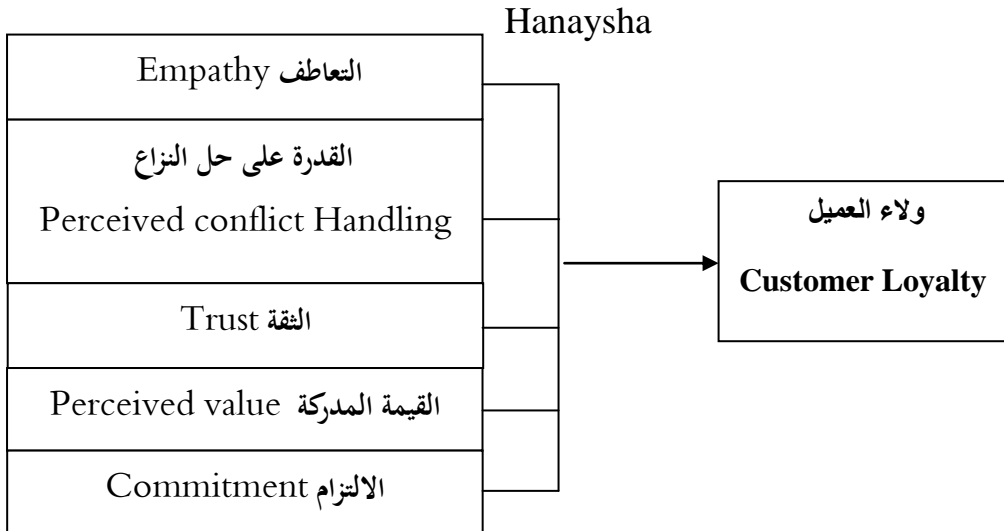 Hanaysha
التعاطف Empathy
القدرة على حل النزاع
Perceived conflict Handling
الثقة Trust
القيمة المدركة Perceived value
الالتزام Commitment
ولاء العميل
Customer Loyalty